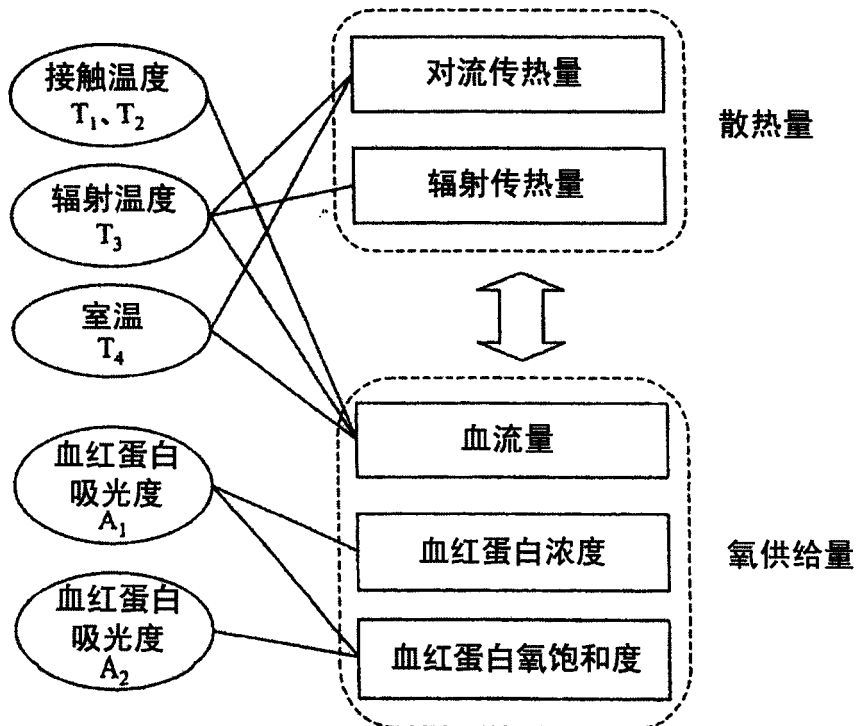 接触温度
T₁、T₂
辐射温度
T₃
室温
T₄
血红蛋白
吸光度
A₁
血红蛋白
吸光度
A₂
对流传热量
辐射传热量
散热量
血流量
血红蛋白浓度
血红蛋白氧饱和度
氧供给量